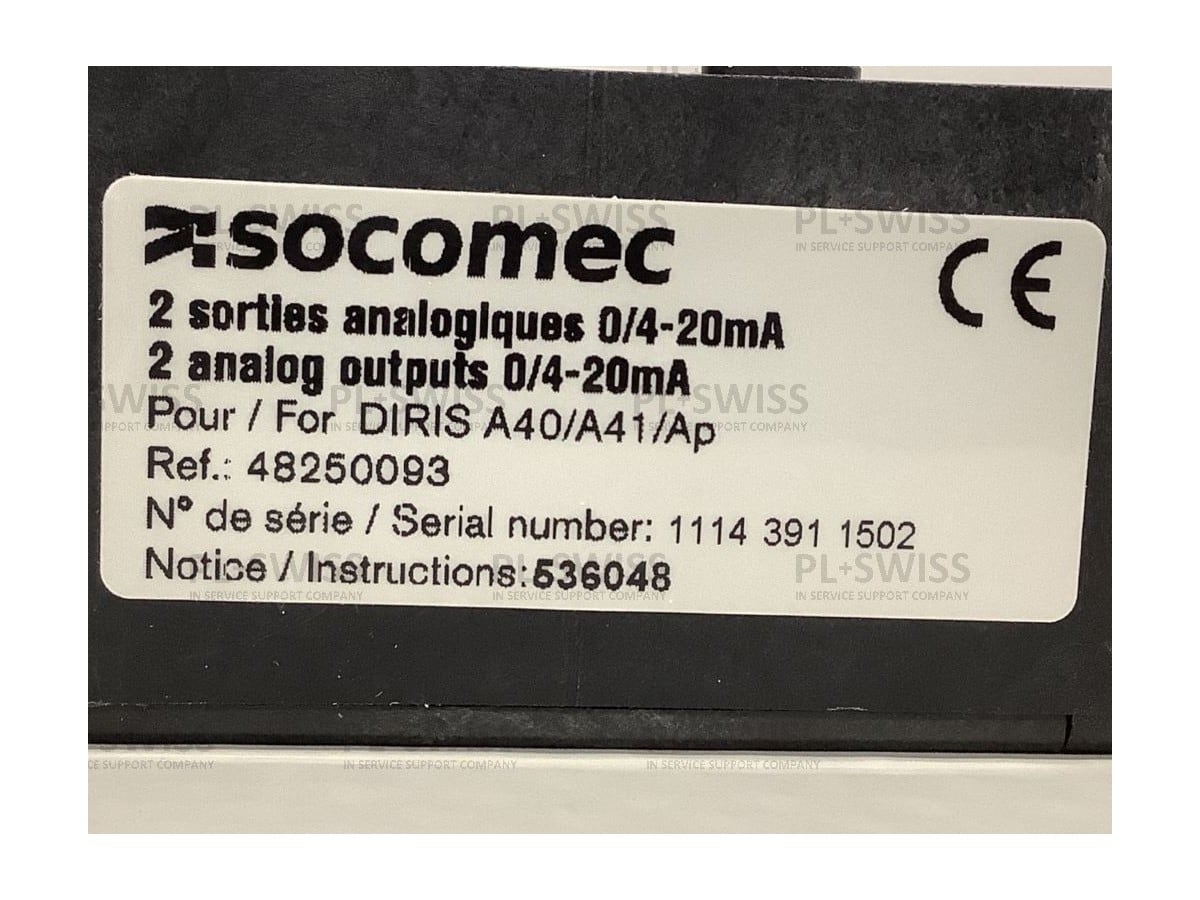 socomec
CE
2 sorties analogiques 0/4-20mA
2 analog outputs 0/4-20mA
Pour / For DIRIS A40/A41/Ap
Ref.: 48250093
N° de série / Serial number: 1114 391 1502
Notice / Instructions: 536048
PL+SWISS
IN SERVICE SUPPORT COMPANY